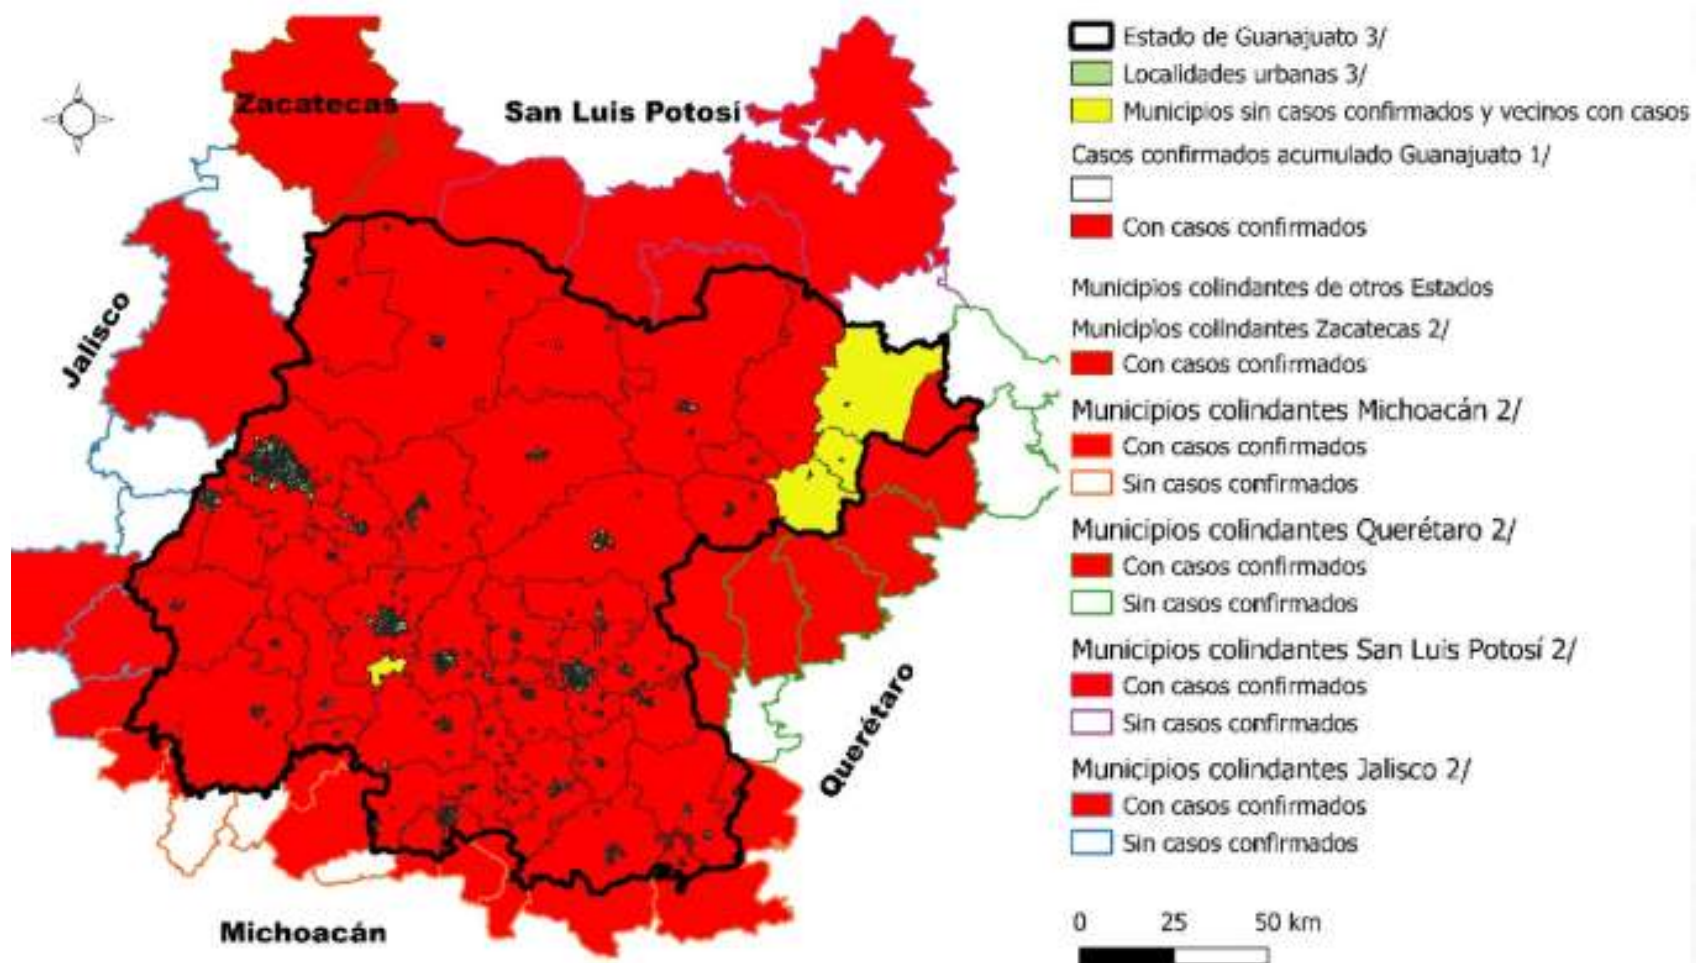 Zacatecas
San Luis Potosí
Jalisco
Querétaro
Michoacán
Estado de Guanajuato 3/
Localidades urbanas 3/
Municipios sin casos confirmados y vecinos con casos
Casos confirmados acumulado Guanajuato 1/
Con casos confirmados
Municipios colindantes de otros Estados
Municipios colindantes Zacatecas 2/
Con casos confirmados
Municipios colindantes Michoacán 2/
Con casos confirmados
Sin casos confirmados
Municipios colindantes Querétaro 2/
Con casos confirmados
Sin casos confirmados
Municipios colindantes San Luis Potosí 2/
Con casos confirmados
Sin casos confirmados
Municipios colindantes Jalisco 2/
Con casos confirmados
Sin casos confirmados
0 25 50 km